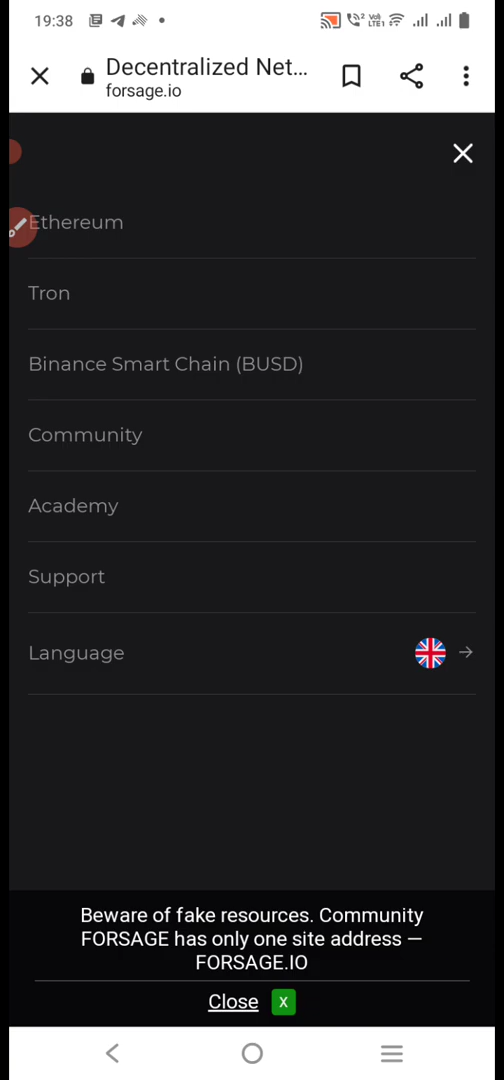 19:38
Decentralized Net...
forsage.io
Ethereum
Tron
Binance Smart Chain (BUSD)
Community
Academy
Support
Language
Beware of fake resources. Community
FORSAGE has only one site address —
FORSAGE.IO
Close X